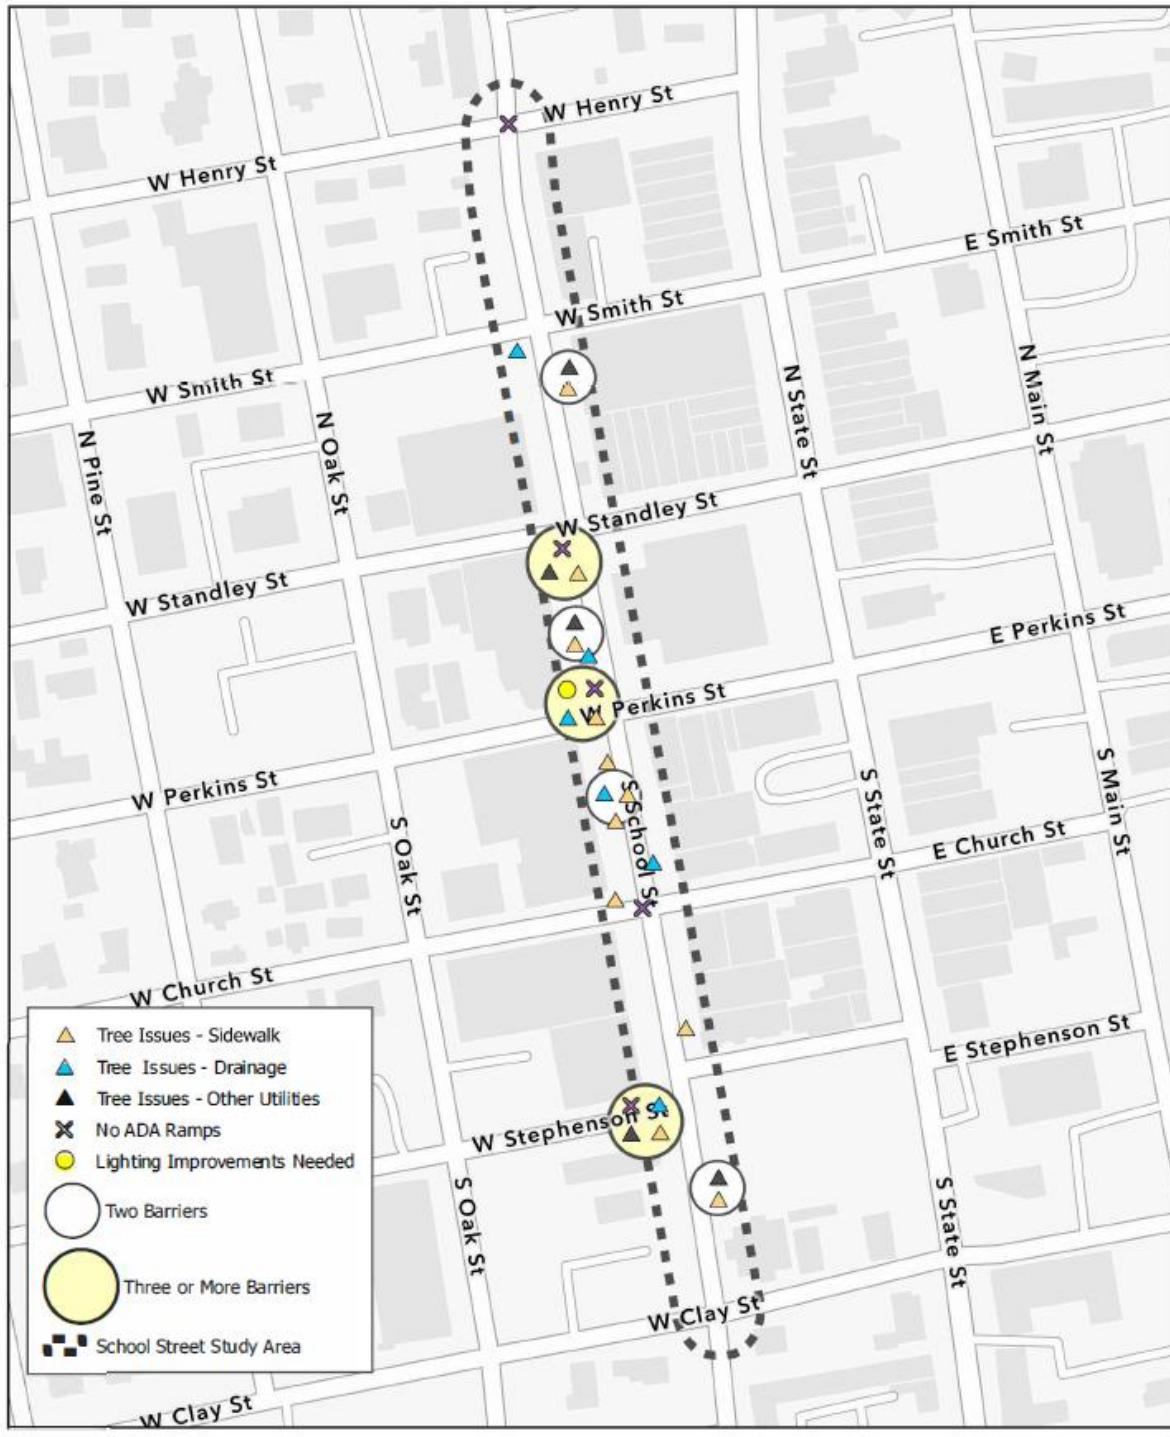 W Henry St
W Henry St
E Smith St
W Smith St
W Smith St
N Pine St
N Oak St
N State St
N Main St
W Standley St
W Standley St
E Perkins St
W Perkins St
W Perkins St
S Oak St
S School St
S State St
S Main St
E Church St
W Church St
E Stephenson St
W Stephenson St
S Oak St
S State St
W Clay St
W Clay St
Tree Issues - Sidewalk
Tree Issues - Drainage
Tree Issues - Other Utilities
No ADA Ramps
Lighting Improvements Needed
Two Barriers
Three or More Barriers
School Street Study Area